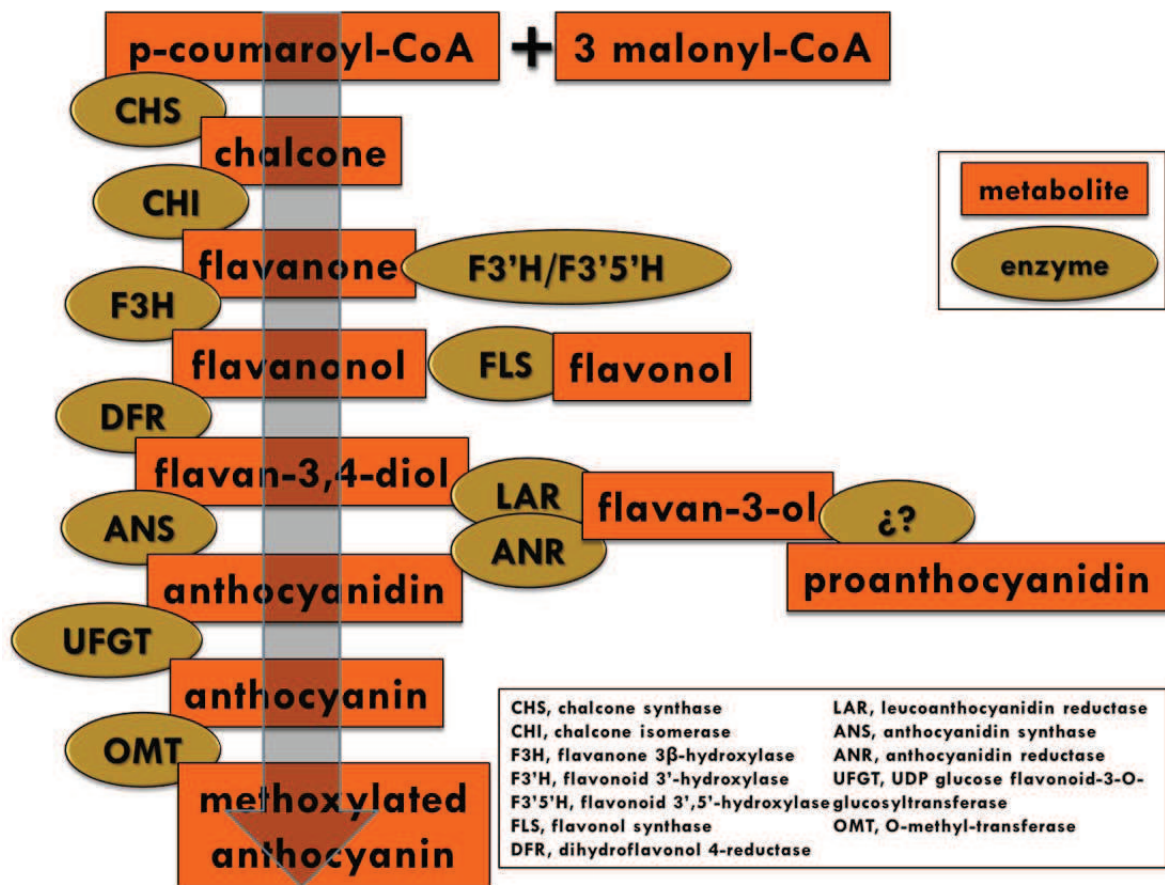 p-coumaroyl-CoA + 3 malonyl-CoA
CHS
chalcone
CHI
flavanone
F3'H/F3'5'H
F3H
flavanonol
FLS
flavonol
DFR
flavan-3,4-diol
LAR
flavan-3-ol
¿?
ANS
ANR
anthocyanidin
proanthocyanidin
UFGT
anthocyanin
OMT
methoxylated
anthocyanin
metabolite
enzyme
CHS, chalcone synthase
CHI, chalcone isomerase
F3H, flavanone 3β-hydroxylase
F3'H, flavonoid 3'-hydroxylase
F3'5'H, flavonoid 3',5'-hydroxylase
FLS, flavonol synthase
DFR, dihydroflavonol 4-reductase
LAR, leucoanthocyanidin reductase
ANS, anthocyanidin synthase
ANR, anthocyanidin reductase
UFGT, UDP glucose flavonoid-3-O-
glucosyltransferase
OMT, O-methyl-transferase